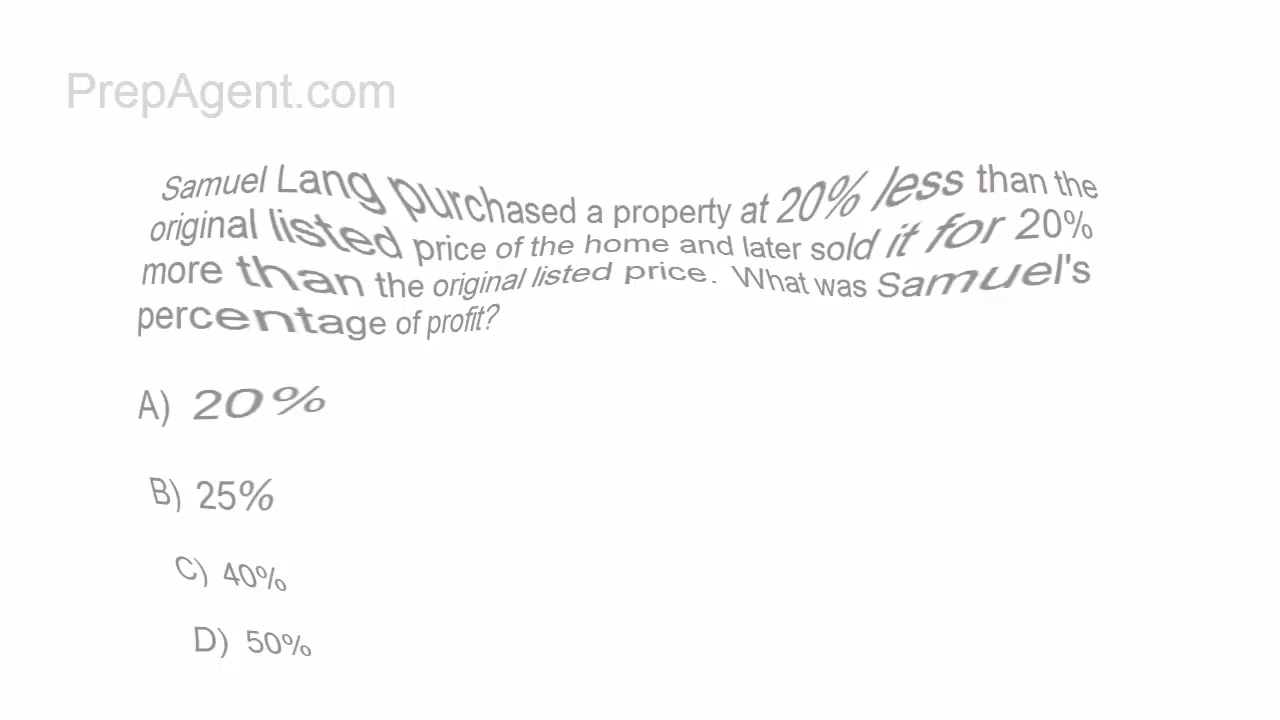 PrepAgent.com
Samuel Lang purchased a property at 20% less than the
original listed price of the home and later sold it for 20%
more than the original listed price. What was Samuel's
percentage of profit?
A) 20%
B) 25%
C) 40%
D) 50%